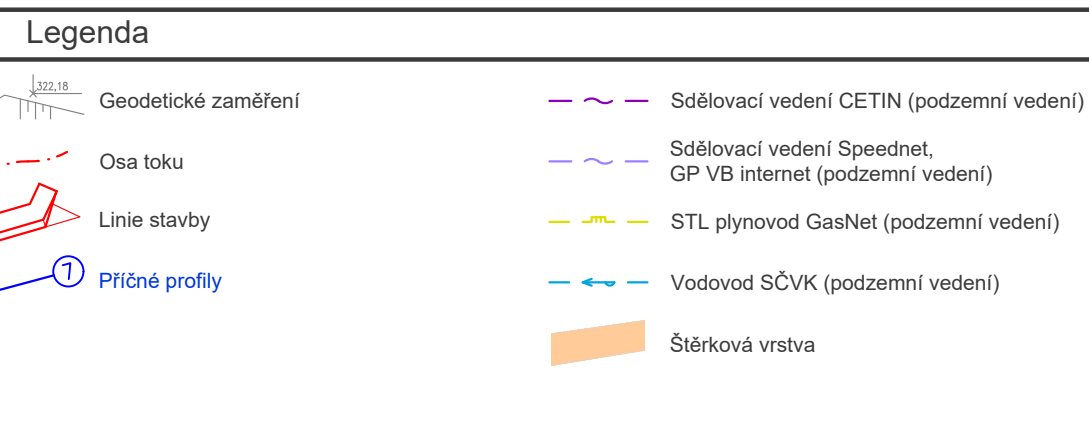 Legenda
322,18
Geodetické zaměření
Osa toku
Linie stavby
7
Příčné profily
Sdělovací vedení CETIN (podzemní vedení)
Sdělovací vedení Speednet,
GP VB internet (podzemní vedení)
STL plynovod GasNet (podzemní vedení)
Vodovod SČVK (podzemní vedení)
Štěrková vrstva